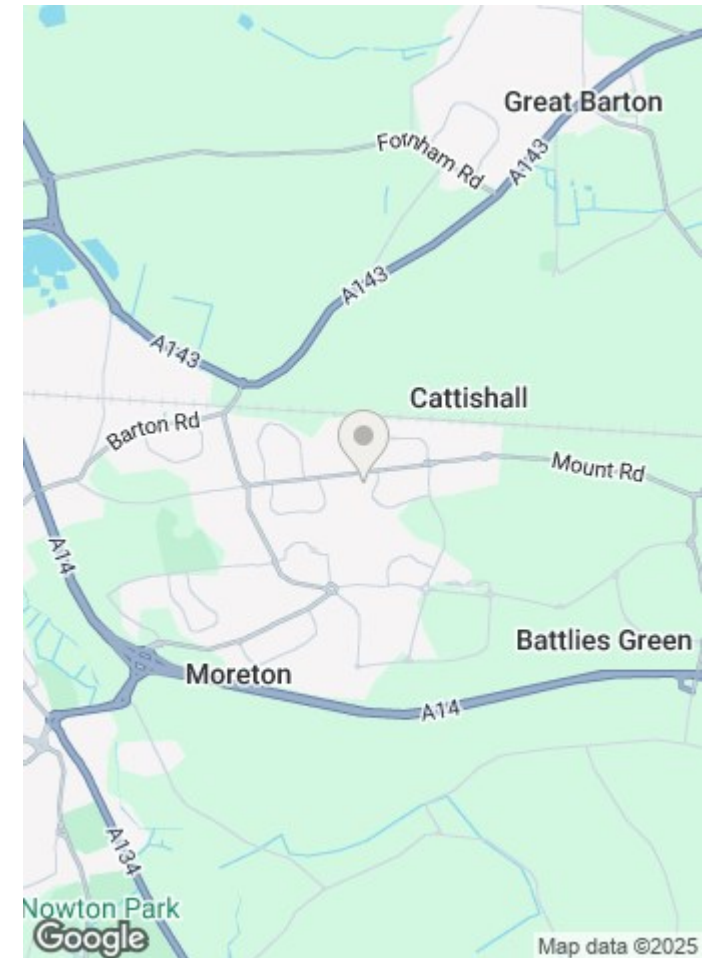 Great Barton
Fornham Rd
A143
A143
A143
Cattishall
Barton Rd
Mount Rd
A14
Battlies Green
Moreton
A14
A134
Nowton Park
Google
Map data ©2025